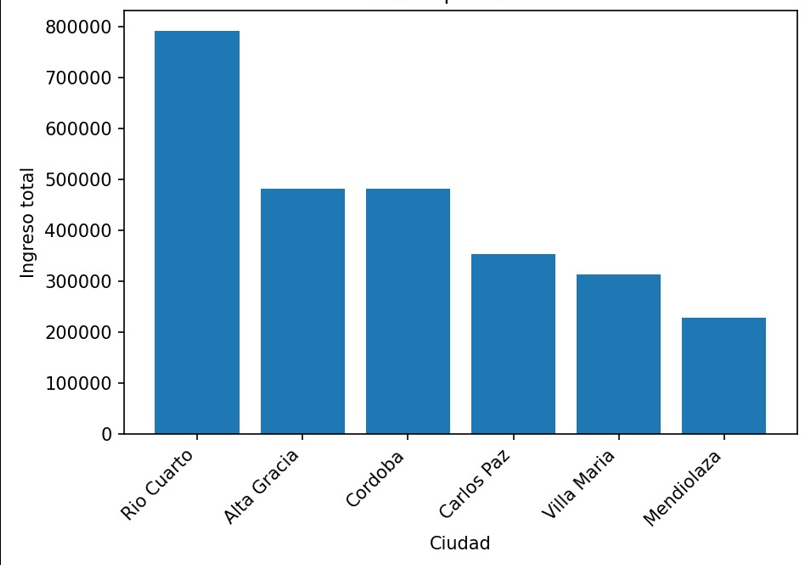 800000
700000
600000
500000
400000
300000
200000
100000
0
Ingreso total
Rio Cuarto
Alta Gracia
Cordoba
Carlos Paz
Villa Maria
Mendiolaza
Ciudad